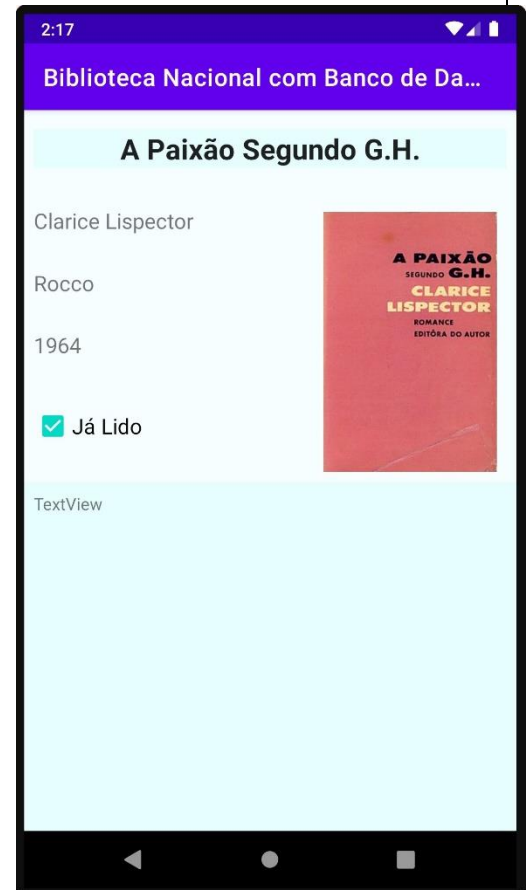 2:17
Biblioteca Nacional com Banco de Da...
A Paixão Segundo G.H.
Clarice Lispector
Rocco
1964
Já Lido
A PAIXÃO
SEGUNDO G.H.
CLARICE
LISPECTOR
ROMANCE
EDITÔRA DO AUTOR
TextView